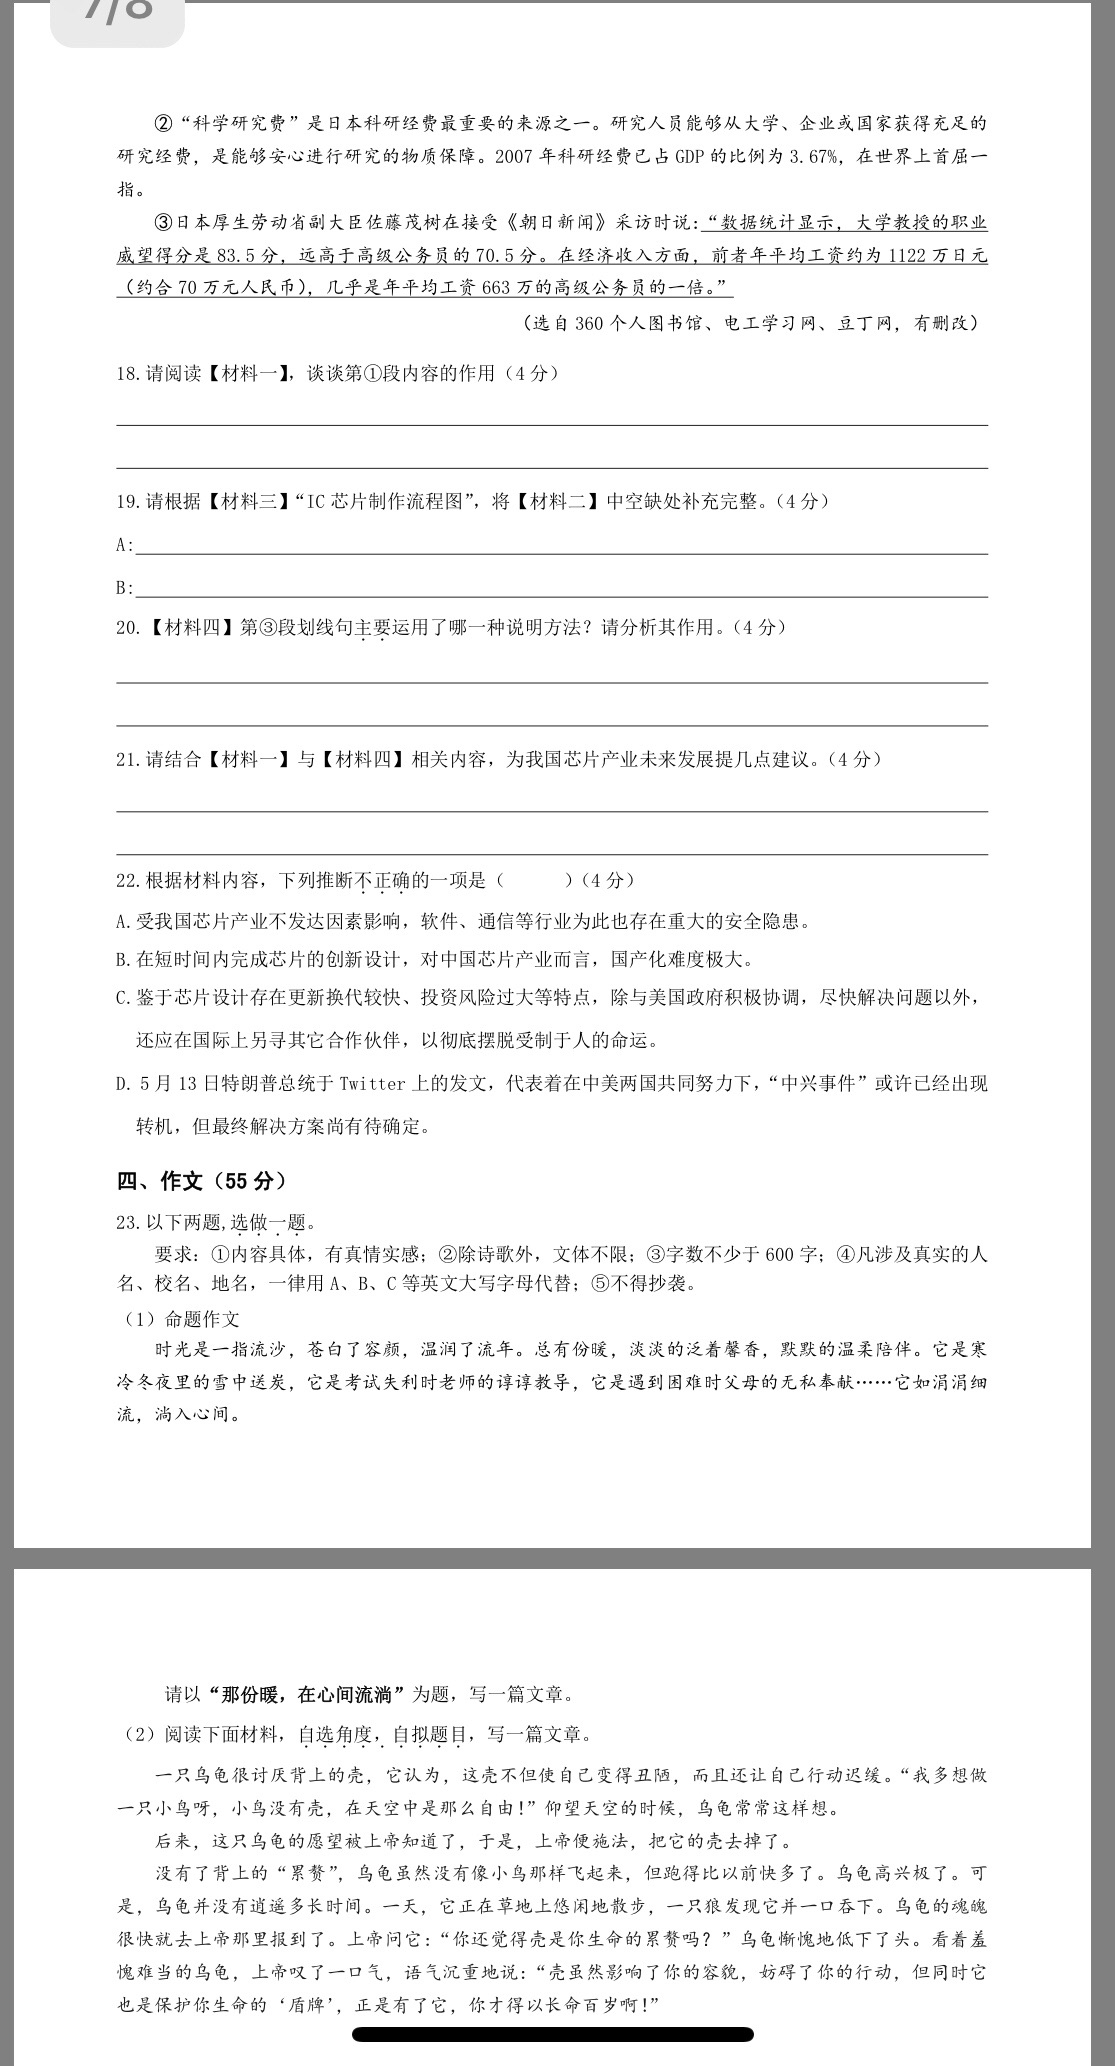 7/8
②“科学研究费”是日本科研经费最重要的来源之一。研究人员能够从大学、企业或国家获得充足的
研究经费，是能够安心进行研究的物质保障。2007 年科研经费已占 GDP 的比例为 3.67%，在世界上首屈一
指。
③日本厚生劳动省副大臣佐藤茂树在接受《朝日新闻》采访时说：“数据统计显示，大学教授的职业
威望得分是 83.5 分，远高于高级公务员的 70.5 分。在经济收入方面，前者年平均工资约为 1122 万日元
（约合 70 万元人民币），几乎是年平均工资 663 万的高级公务员的一倍。”
（选自 360 个人图书馆、电工学习网、豆丁网，有删改）
18.请阅读【材料一】，谈谈第①段内容的作用（4 分）
19.请根据【材料三】“IC 芯片制作流程图”，将【材料二】中空缺处补充完整。（4 分）
A:
B:
20.【材料四】第③段划线句主要运用了哪一种说明方法？请分析其作用。（4 分）
21.请结合【材料一】与【材料四】相关内容，为我国芯片产业未来发展提几点建议。（4 分）
22.根据材料内容，下列推断不正确的一项是（　　）（4 分）
A.受我国芯片产业不发达因素影响，软件、通信等行业为此也存在重大的安全隐患。
B.在短时间内完成芯片的创新设计，对中国芯片产业而言，国产化难度极大。
C.鉴于芯片设计存在更新换代较快、投资风险过大等特点，除与美国政府积极协调，尽快解决问题以外，
还应在国际上另寻其它合作伙伴，以彻底摆脱受制于人的命运。
D. 5 月 13 日特朗普总统于 Twitter 上的发文，代表着在中美两国共同努力下，“中兴事件”或许已经出现
转机，但最终解决方案尚有待确定。
四、作文（55 分）
23.以下两题,选做一题。
要求：①内容具体，有真情实感；②除诗歌外，文体不限；③字数不少于 600 字；④凡涉及真实的人
名、校名、地名，一律用 A、B、C 等英文大写字母代替；⑤不得抄袭。
（1）命题作文
时光是一指流沙，苍白了容颜，温润了流年。总有份暖，淡淡的泛着馨香，默默的温柔陪伴。它是寒
冷冬夜里的雪中送炭，它是考试失利时老师的谆谆教导，它是遇到困难时父母的无私奉献……它如涓涓细
流，淌入心间。
请以“那份暖，在心间流淌”为题，写一篇文章。
（2）阅读下面材料，自选角度，自拟题目，写一篇文章。
一只乌龟很讨厌背上的壳，它认为，这壳不但使自己变得丑陋，而且还让自己行动迟缓。“我多想做
一只小鸟呀，小鸟没有壳，在天空中是那么自由！”仰望天空的时候，乌龟常常这样想。
后来，这只乌龟的愿望被上帝知道了，于是，上帝便施法，把它的壳去掉了。
没有了背上的“累赘”，乌龟虽然没有像小鸟那样飞起来，但跑得比以前快多了。乌龟高兴极了。可
是，乌龟并没有逍遥多长时间。一天，它正在草地上悠闲地散步，一只狼发现它并一口吞下。乌龟的魂魄
很快就去上帝那里报到了。上帝问它：“你还觉得壳是你生命的累赘吗？”乌龟惭愧地低下了头。看着羞
愧难当的乌龟，上帝叹了一口气，语气沉重地说：“壳虽然影响了你的容貌，妨碍了你的行动，但同时它
也是保护你生命的‘盾牌’，正是有了它，你才得以长命百岁啊！”